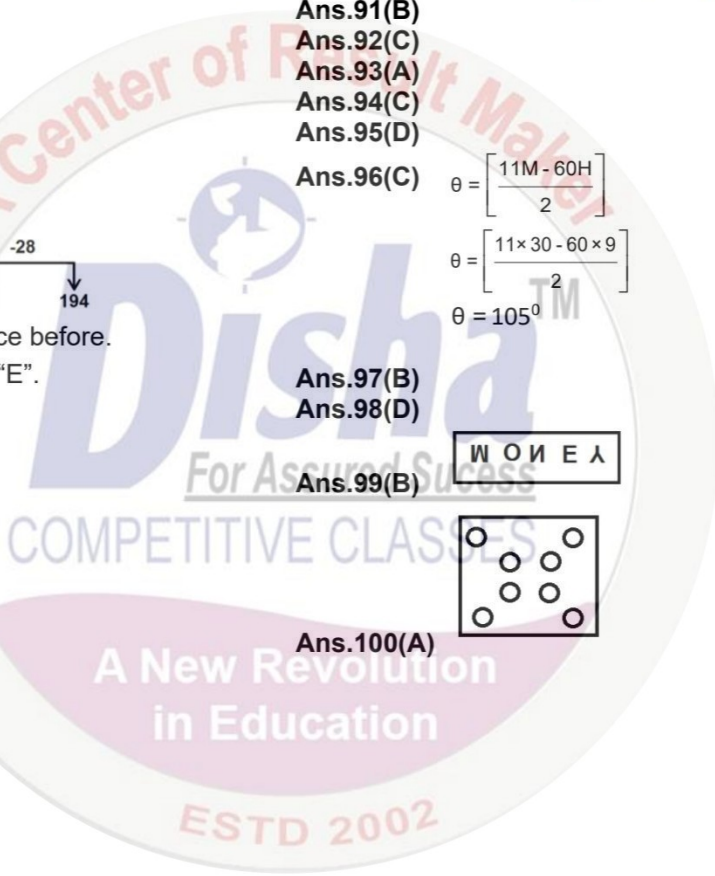 Ans.91(B)
Ans.92(C)
Ans.93(A)
Ans.94(C)
Ans.95(D)
Ans.96(C) θ = [11M - 60H / 2]
θ = [11× 30 - 60 × 9 / 2]
θ = 105⁰
-28
194
ce before.
"E".
Ans.97(B)
Ans.98(D)
Ans.99(B)
M O N E Y
Ans.100(A)
Center of Result Maker
Disha TM
For Assured Sucess
COMPETITIVE CLASSES
A New Revolution
in Education
ESTD 2002